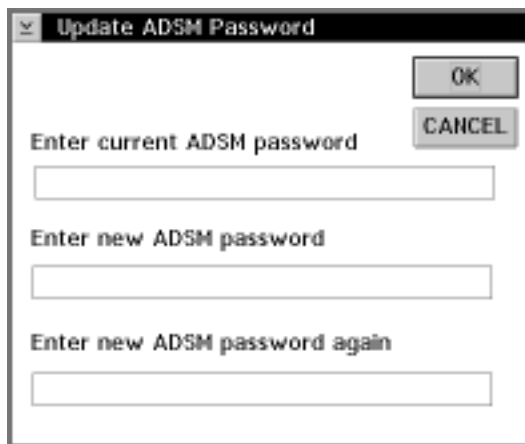 Update ADSM Password
OK
CANCEL
Enter current ADSM password
Enter new ADSM password
Enter new ADSM password again